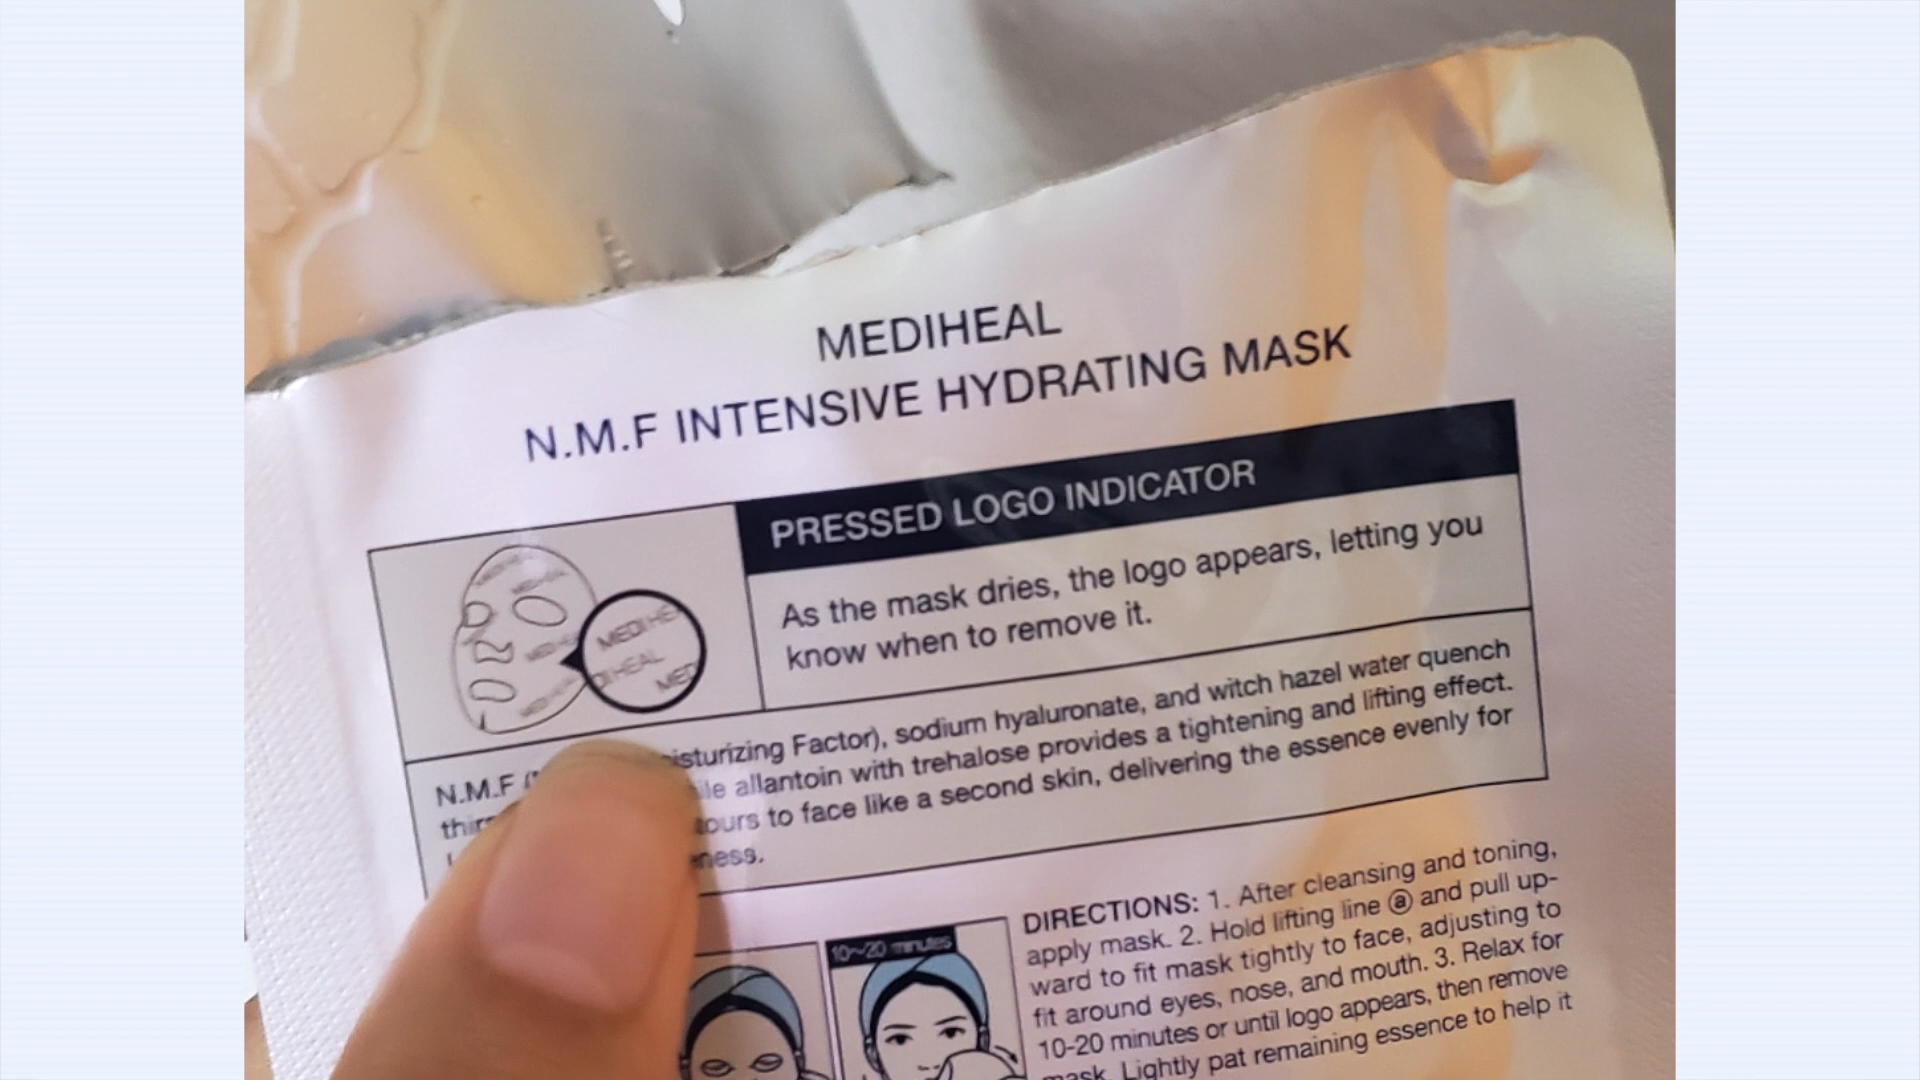 MEDIHEAL
N.M.F INTENSIVE HYDRATING MASK
PRESSED LOGO INDICATOR
As the mask dries, the logo appears, letting you
know when to remove it.
MEDIHEAL
N.M.F Factor), sodium hyaluronate, and witch hazel water quench
allantoin with trehalose provides a tightening and lifting effect.
to face like a second skin, delivering the essence evenly for
10~20 minutes
DIRECTIONS: 1. After cleansing and toning,
apply mask. 2. Hold lifting line ⓐ and pull up-
ward to fit mask tightly to face, adjusting to
fit around eyes, nose, and mouth. 3. Relax for
10-20 minutes or until logo appears, then remove
mask. Lightly pat remaining essence to help it